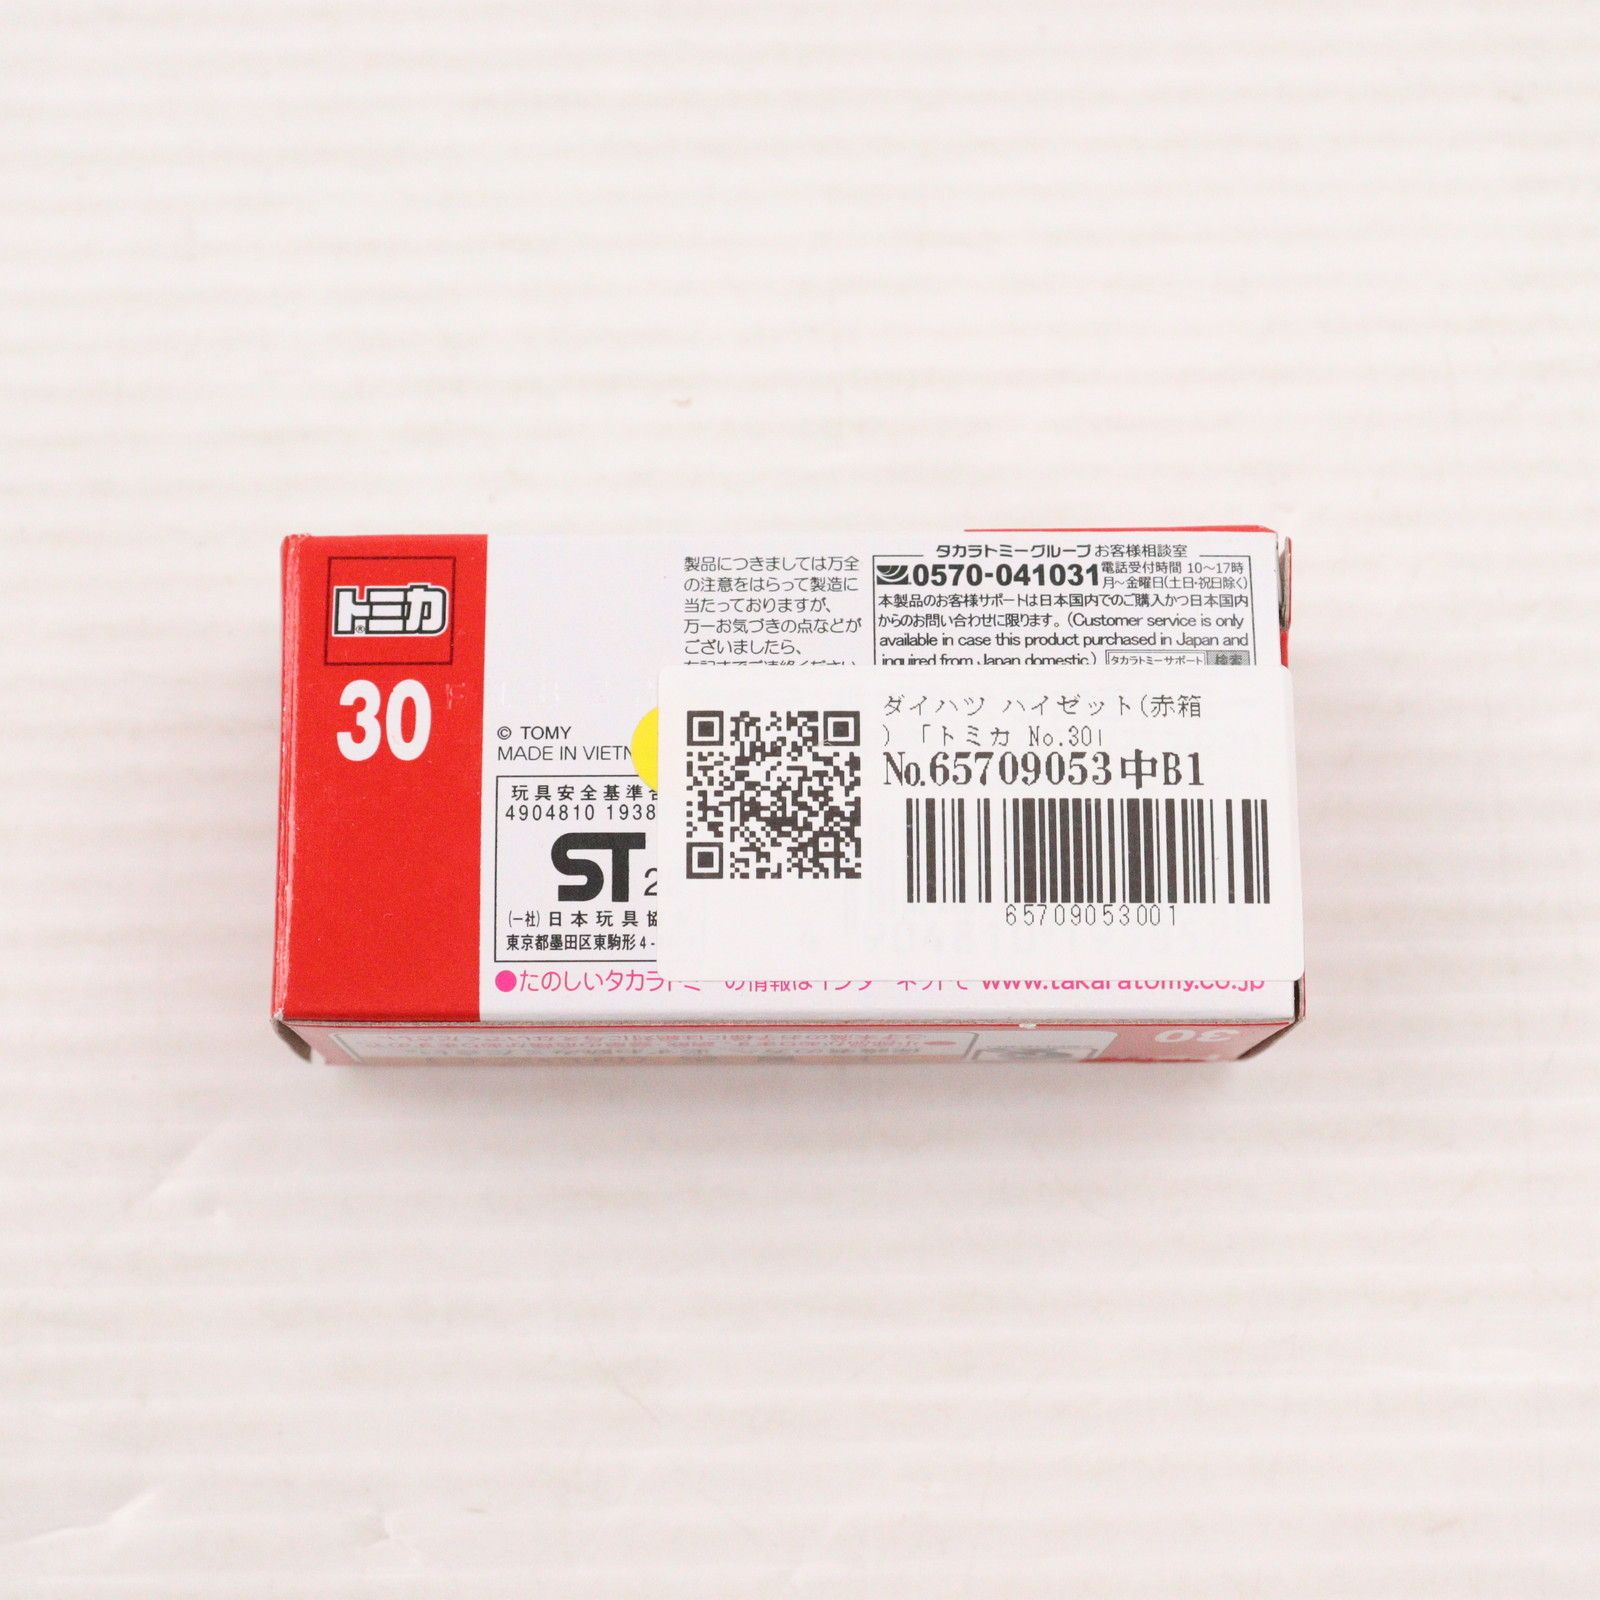 トミカ
30
© TOMY
MADE IN VIETN
玩具安全基準合
4904810 1938
ST 2
(一社)日本玩具協
東京都墨田区東駒形4-
製品につきましては万全
の注意をはらって製造に
当たっておりますが、
万一お気づきの点などが
ございましたら、
タカラトミーグループお客様相談室
0570-041031 電話受付時間 10〜17時
月〜金曜日(土日・祝日除く)
本製品のお客様サポートは日本国内でのご購入かつ日本国内
からのお問い合わせに限ります。(Customer service is only
available in case this product purchased in Japan and
inquired from Japan domestic.) タカラトミーサポート 検索
ダイハツ ハイゼット(赤箱
)「トミカ No.30」
No.65709053中B1
65709053001
●たのしいタカラトミーの情報はインターネットで www.takaratomy.co.jp
30